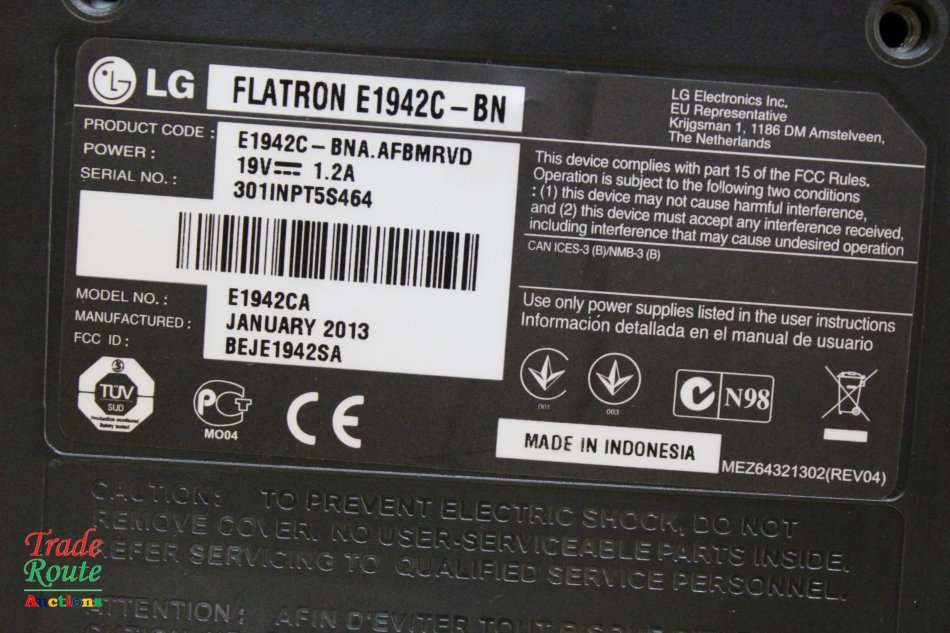 LG FLATRON E1942C-BN
LG Electronics Inc.
EU Representative
Krijgsman 1, 1186 DM Amstelveen,
The Netherlands
PRODUCT CODE : E1942C-BNA.AFBMRVD
POWER : 19V⎓ 1.2A
SERIAL NO. : 301INPT5S464
This device complies with part 15 of the FCC Rules.
Operation is subject to the following two conditions
: (1) this device may not cause harmful interference,
and (2) this device must accept any interference received,
including interference that may cause undesired operation
CAN ICES-3 (B)/NMB-3 (B)
MODEL NO. : E1942CA
MANUFACTURED : JANUARY 2013
FCC ID : BEJE1942SA
Use only power supplies listed in the user instructions
Información detallada en el manual de usuario
TÜV
SUD
PCT
MO04
CE
001
003
N98
MADE IN INDONESIA
MEZ64321302(REV04)
CAUTION: TO PREVENT ELECTRIC SHOCK, DO NOT
REMOVE COVER. NO USER-SERVICEABLE PARTS INSIDE.
REFER SERVICING TO QUALIFIED SERVICE PERSONNEL.
ATTENTION : AFIN D'EVITER TOUT
Trade
Route
Auctions